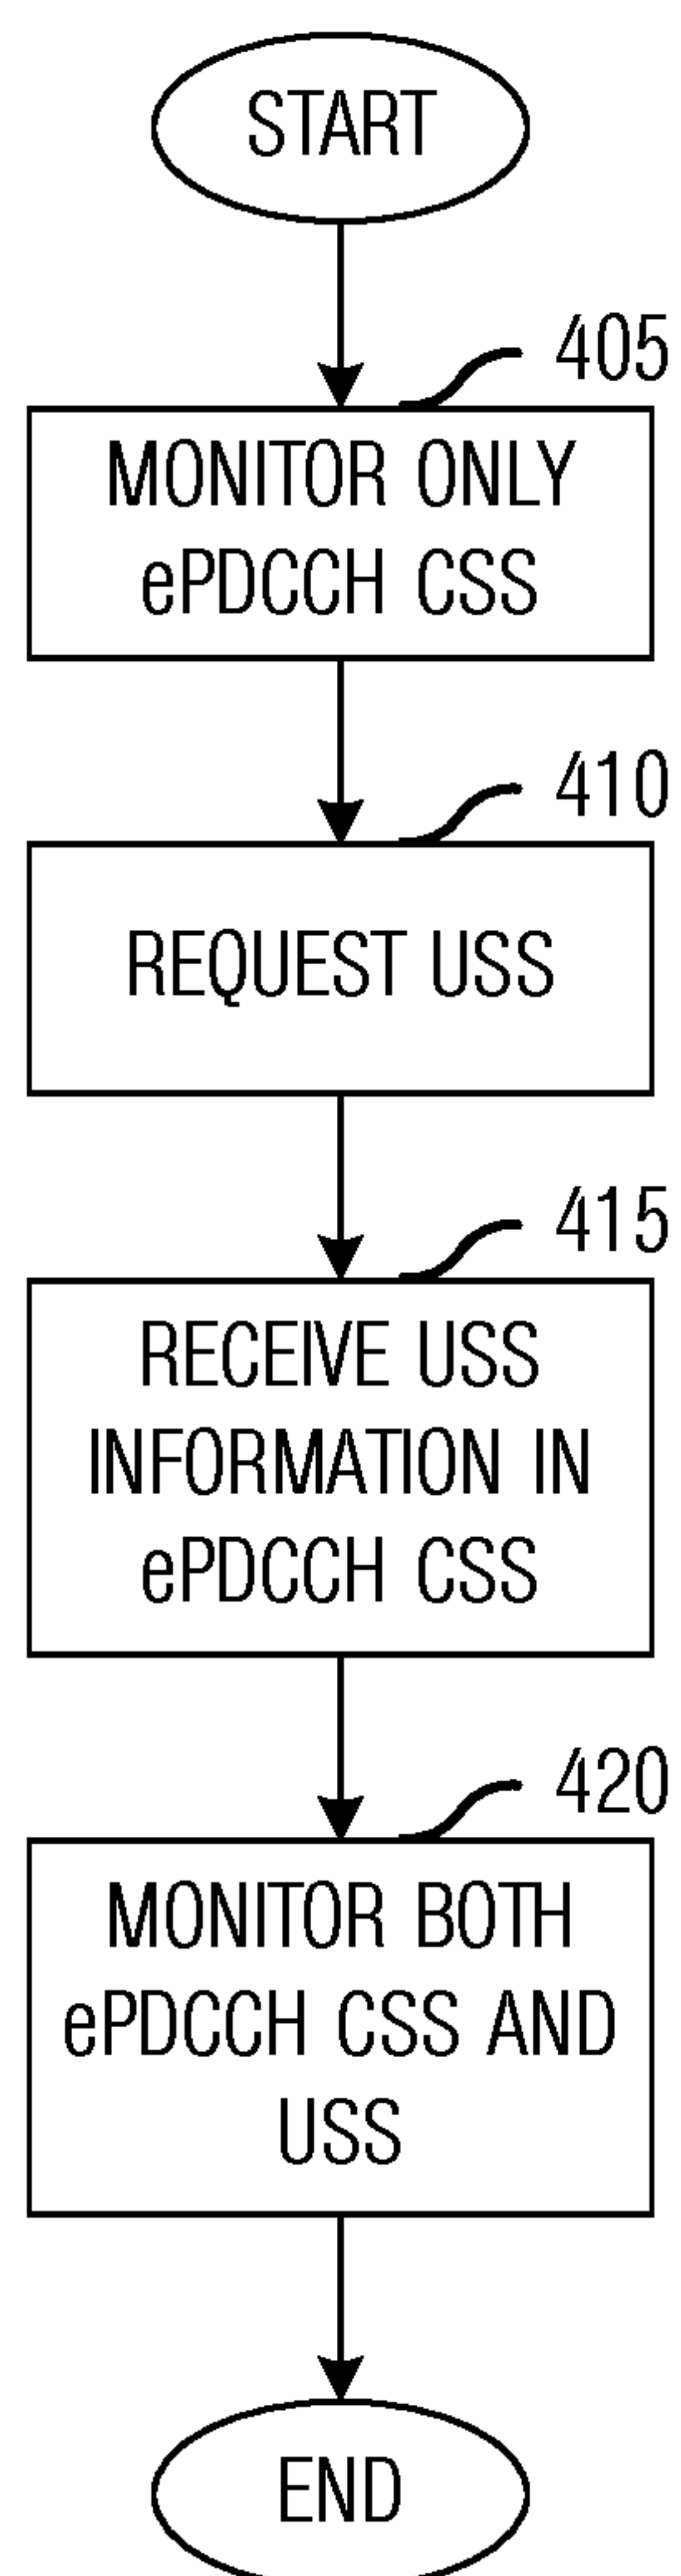 START
405
MONITOR ONLY
ePDCCH CSS
410
REQUEST USS
415
RECEIVE USS
INFORMATION IN
ePDCCH CSS
420
MONITOR BOTH
ePDCCH CSS AND
USS
END